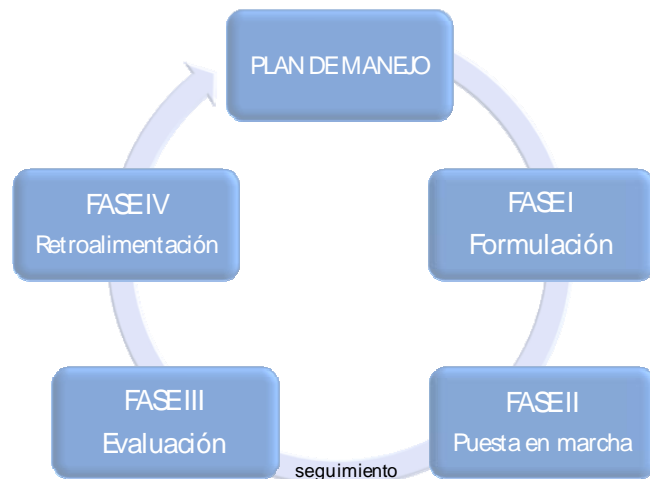 PLAN DE MANEJO
FASE I
Formulación
FASE II
Puesta en marcha
seguimiento
FASE III
Evaluación
FASE IV
Retroalimentación